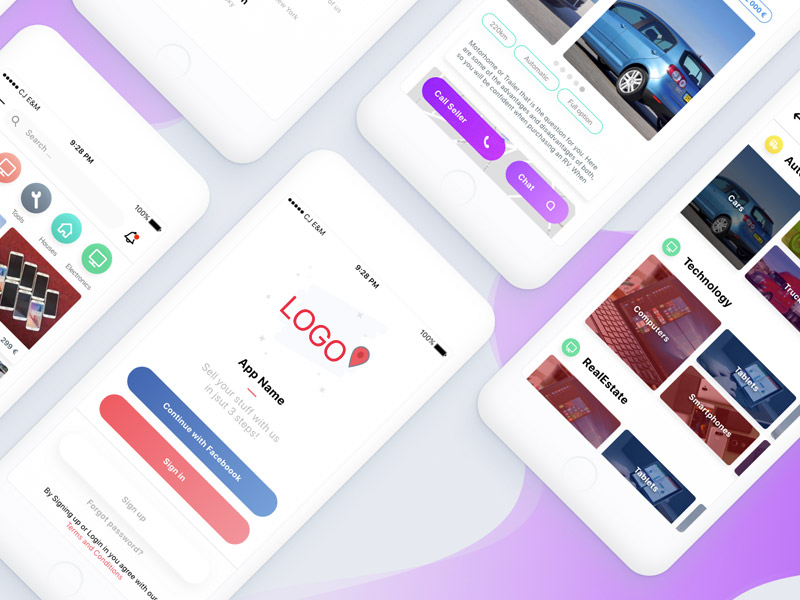 of us
New York
CJ E&M
9:28 PM
100%
Search ...
Tools
Houses
Electronics
299 €
CJ E&M
9:28 PM
100%
LOGO
App Name
Sell your stuff with us
in jsut 3 steps!
Continue with Faceboook
Sign in
Sign up
Forgot password?
By Signing up or Login in you agree with our
Terms and Conditions
000 €
220km
Automatic
Full option
Motorhome or Trailer that is the question for you. Here
are some of the advantages and disadvantages of both,
so you will be confident when purchasing an RV. When
Call Seller
Chat
Cars
Technology
Computers
Tablets
Smartphones
RealEstate
Tablets